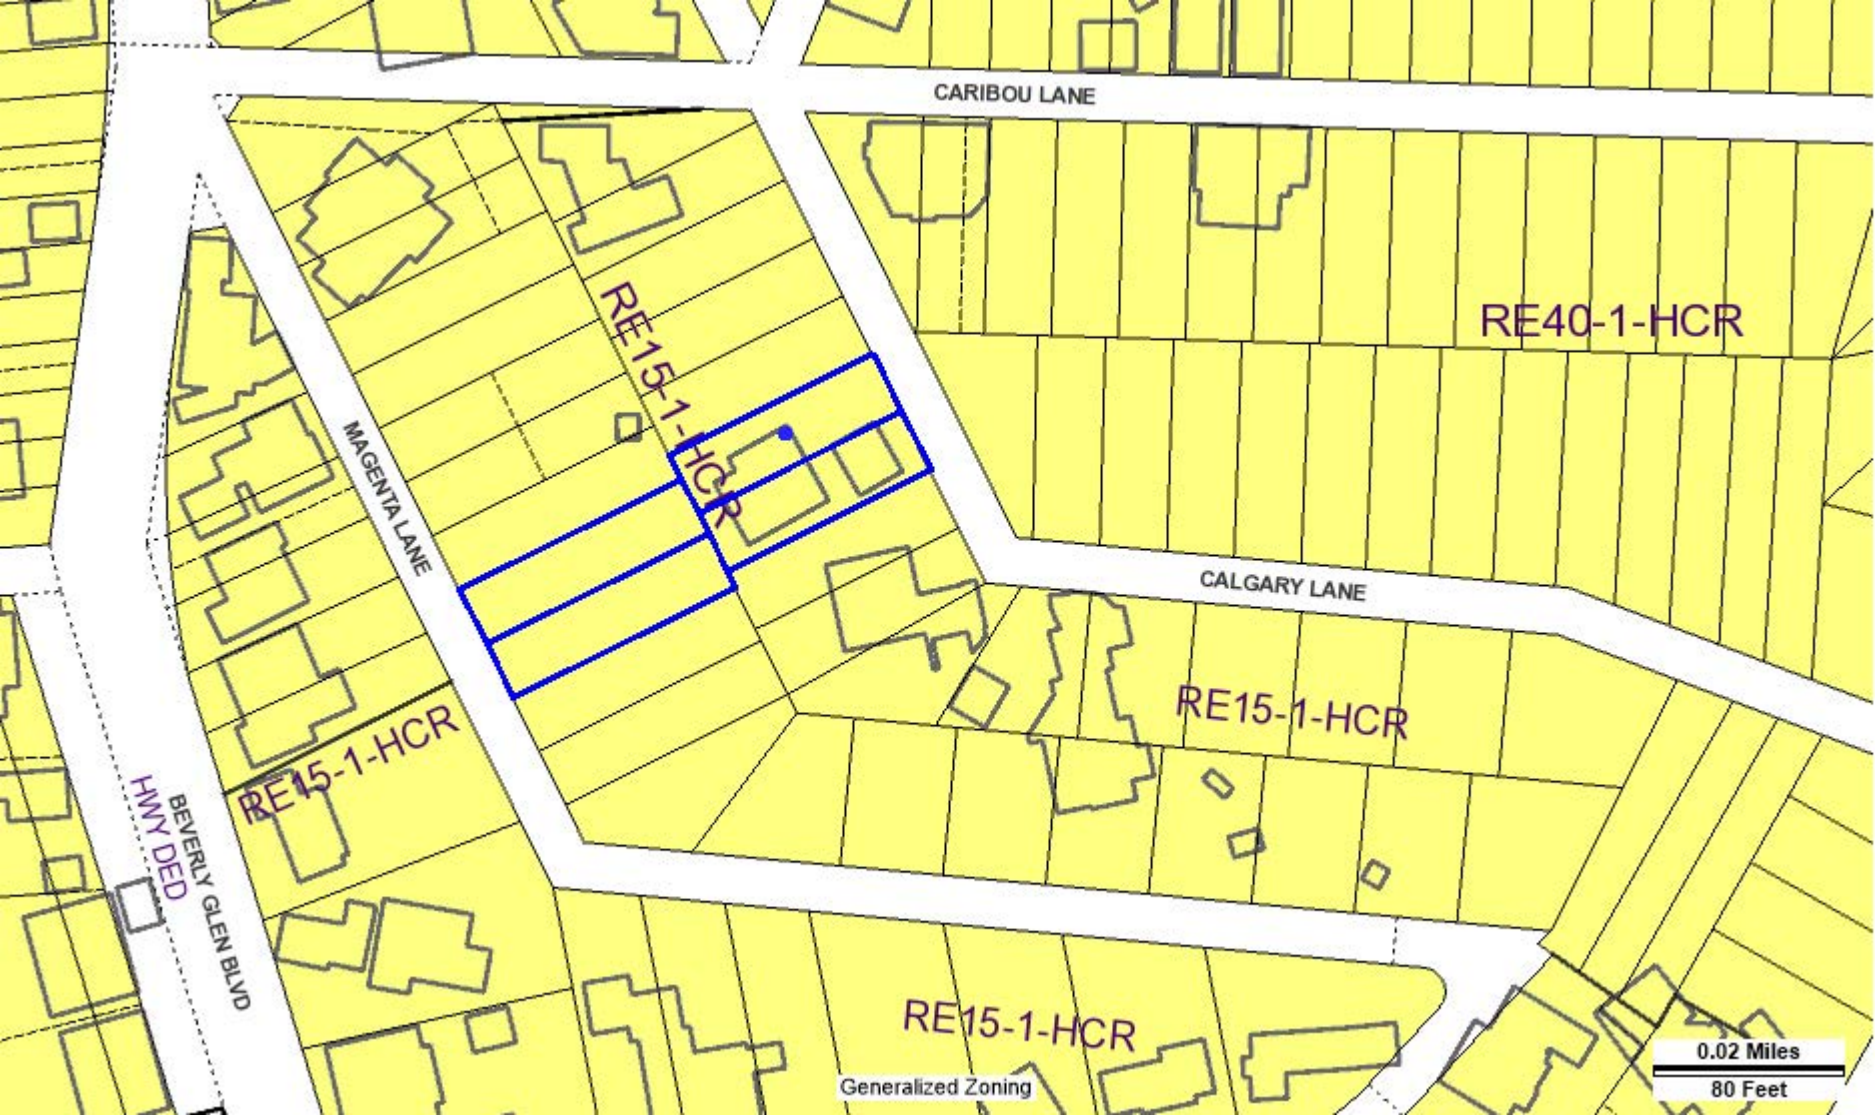 CARIBOU LANE
RE15-1-HCR
RE40-1-HCR
MAGENTA LANE
CALGARY LANE
RE15-1-HCR
RE15-1-HCR
BEVERLY GLEN BLVD
HWY DED
RE15-1-HCR
0.02 Miles
80 Feet
Generalized Zoning